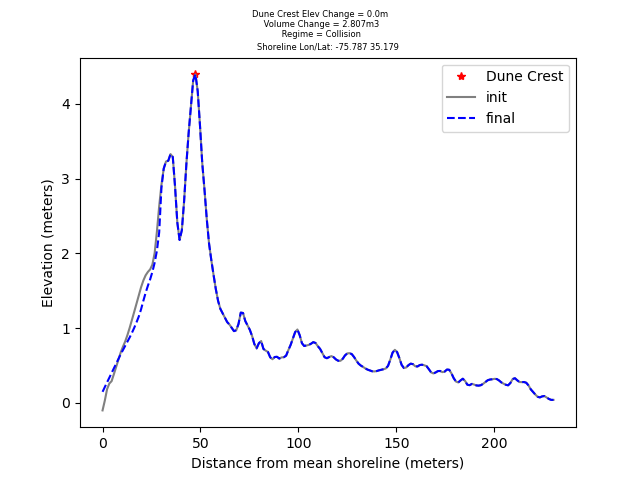 Dune Crest Elev Change = 0.0m
Volume Change = 2.807m3
Regime = Collision
Shoreline Lon/Lat: -75.787 35.179
Dune Crest
init
final
Elevation (meters)
4
3
2
1
0
0 50 100 150 200
Distance from mean shoreline (meters)